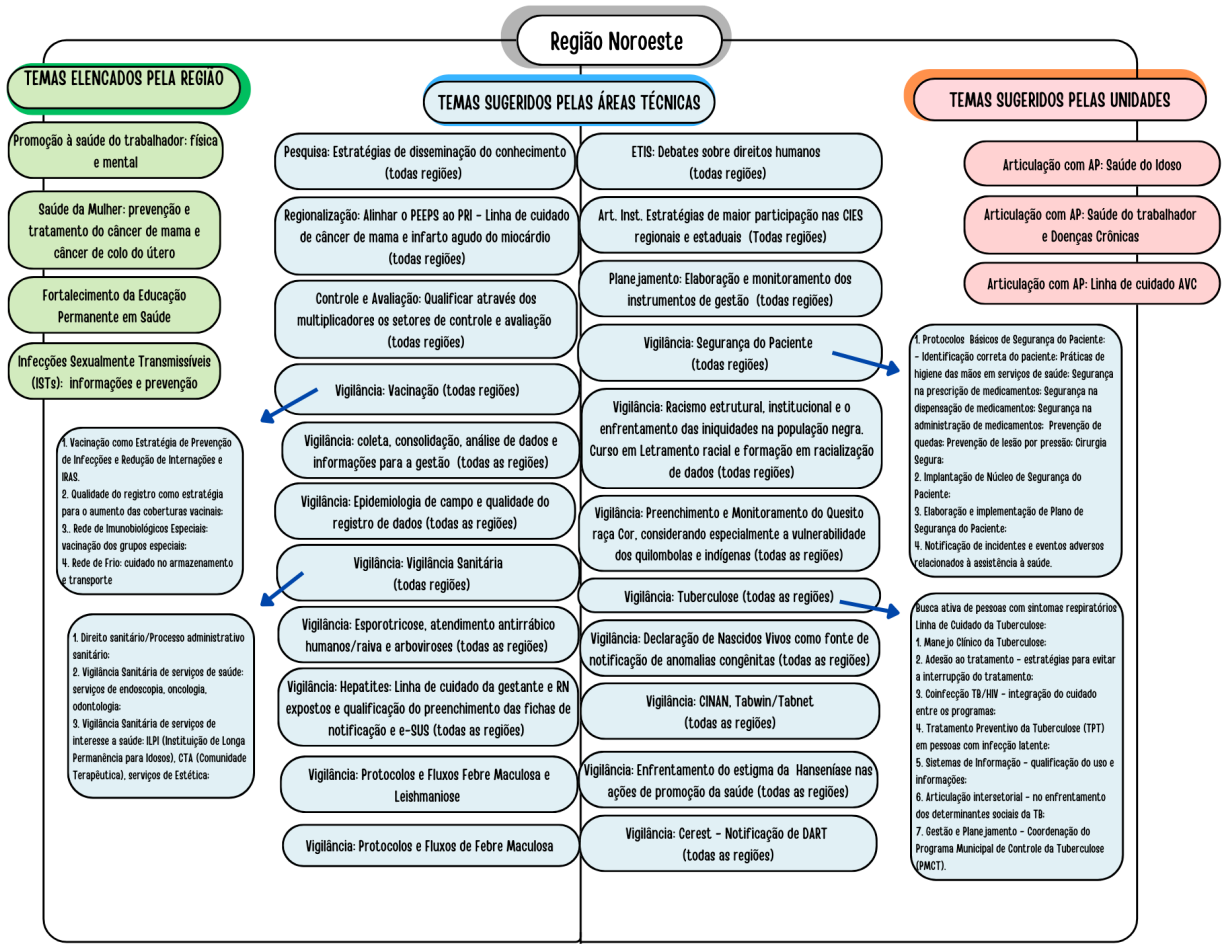 Região Noroeste
TEMAS ELENCADOS PELA REGIÃO
Promoção à saúde do trabalhador: física
e mental
Saúde da Mulher: prevenção e
tratamento do câncer de mama e
câncer de colo do útero
Fortalecimento da Educação
Permanente em Saúde
Infecções Sexualmente Transmissíveis
(ISTs): informações e prevenção
1. Vacinação como Estratégia de Prevenção
de Infecções e Redução de Internações e
IRAS.
2. Qualidade do registro como estratégia
para o aumento das coberturas vacinais;
3.. Rede de Imunobiológicos Especiais:
vacinação dos grupos especiais;
4. Rede de Frio: cuidado no armazenamento
e transporte
1. Direito sanitário/Processo administrativo
sanitário;
2. Vigilância Sanitária de serviços de saúde:
serviços de endoscopia, oncologia,
odontologia;
3. Vigilância Sanitária de serviços de
interesse a saúde: ILPI (Instituição de Longa
Permanência para Idosos), CTA (Comunidade
Terapêutica), serviços de Estética;
TEMAS SUGERIDOS PELAS ÁREAS TÉCNICAS
Pesquisa: Estratégias de disseminação do conhecimento
(todas regiões)
Regionalização: Alinhar o PEEPS ao PRI - Linha de cuidado
de câncer de mama e infarto agudo do miocárdio
(todas regiões)
Controle e Avaliação: Qualificar através dos
multiplicadores os setores de controle e avaliação
(todas regiões)
Vigilância: Vacinação (todas regiões)
Vigilância: coleta, consolidação, análise de dados e
informações para a gestão (todas as regiões)
Vigilância: Epidemiologia de campo e qualidade do
registro de dados (todas as regiões)
Vigilância: Vigilância Sanitária
(todas regiões)
Vigilância: Esporotricose, atendimento antirrábico
humanos/raiva e arboviroses (todas as regiões)
Vigilância: Hepatites: Linha de cuidado da gestante e RN
expostos e qualificação do preenchimento das fichas de
notificação e e-SUS (todas as regiões)
Vigilância: Protocolos e Fluxos Febre Maculosa e
Leishmaniose
Vigilância: Protocolos e Fluxos de Febre Maculosa
ETIS: Debates sobre direitos humanos
(todas regiões)
Art. Inst. Estratégias de maior participação nas CIES
regionais e estaduais (Todas regiões)
Planejamento: Elaboração e monitoramento dos
instrumentos de gestão (todas regiões)
Vigilância: Segurança do Paciente
(todas regiões)
Vigilância: Racismo estrutural, institucional e o
enfrentamento das iniquidades na população negra.
Curso em Letramento racial e formação em racialização
de dados (todas regiões)
Vigilância: Preenchimento e Monitoramento do Quesito
raça Cor, considerando especialmente a vulnerabilidade
dos quilombolas e indígenas (todas as regiões)
Vigilância: Tuberculose (todas as regiões)
Vigilância: Declaração de Nascidos Vivos como fonte de
notificação de anomalias congênitas (todas as regiões)
Vigilância: CINAN, Tabwin/Tabnet
(todas as regiões)
Vigilância: Enfrentamento do estigma da Hanseníase nas
ações de promoção da saúde (todas as regiões)
Vigilância: Cerest - Notificação de DART
(todas as regiões)
TEMAS SUGERIDOS PELAS UNIDADES
Articulação com AP: Saúde do Idoso
Articulação com AP: Saúde do trabalhador
e Doenças Crônicas
Articulação com AP: Linha de cuidado AVC
1. Protocolos Básicos de Segurança do Paciente:
- Identificação correta do paciente; Práticas de
higiene das mãos em serviços de saúde; Segurança
na prescrição de medicamentos; Segurança na
dispensação de medicamentos; Segurança na
administração de medicamentos; Prevenção de
quedas; Prevenção de lesão por pressão; Cirurgia
Segura;
2. Implantação de Núcleo de Segurança do
Paciente;
3. Elaboração e implementação de Plano de
Segurança do Paciente;
4. Notificação de incidentes e eventos adversos
relacionados à assistência à saúde.
Busca ativa de pessoas com sintomas respiratórios
Linha de Cuidado da Tuberculose:
1. Manejo Clínico da Tuberculose;
2. Adesão ao tratamento - estratégias para evitar
a interrupção do tratamento;
3. Coinfecção TB/HIV - integração do cuidado
entre os programas;
4. Tratamento Preventivo da Tuberculose (TPT)
em pessoas com infecção latente;
5. Sistemas de Informação - qualificação do uso e
informações;
6. Articulação intersetorial - no enfrentamento
dos determinantes sociais da TB;
7. Gestão e Planejamento - Coordenação do
Programa Municipal de Controle da Tuberculose
(PMCT).